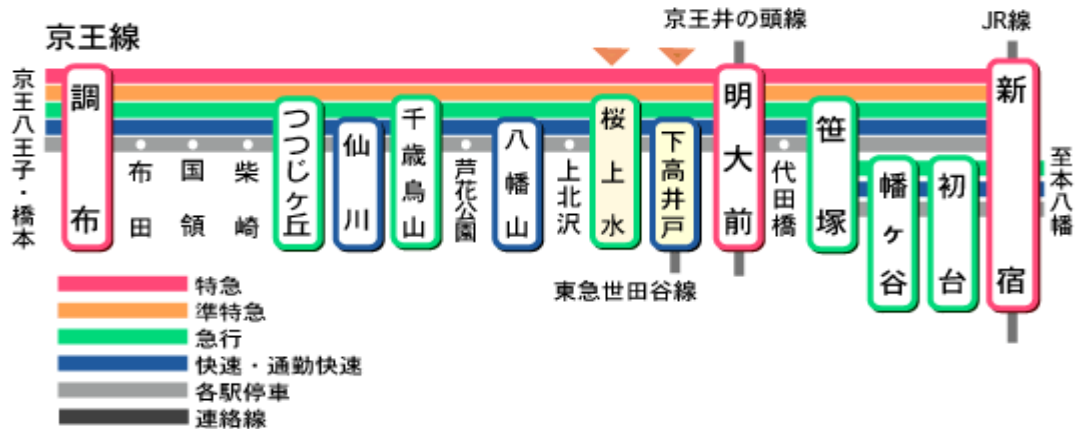 京王線
京王井の頭線
JR線
京王八王子・橋本
調布
布田
国領
柴崎
つつじヶ丘
仙川
千歳烏山
芦花公園
八幡山
上北沢
桜上水
下高井戸
明大前
代田橋
笹塚
幡ヶ谷
初台
新宿
至本八幡
東急世田谷線
特急
準特急
急行
快速・通勤快速
各駅停車
連絡線